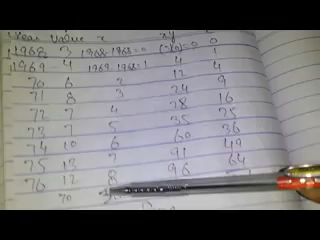 Year Value x xy
1968 3 1968-1968=0 (3x0)=0 0
1969 4 1969-1968=1 4 1
70 6 2 12 4
71 8 3 24 9
72 7 4 28 16
73 7 5 35 25
74 10 6 60 36
75 13 7 91 49
76 12 8 96 64
70